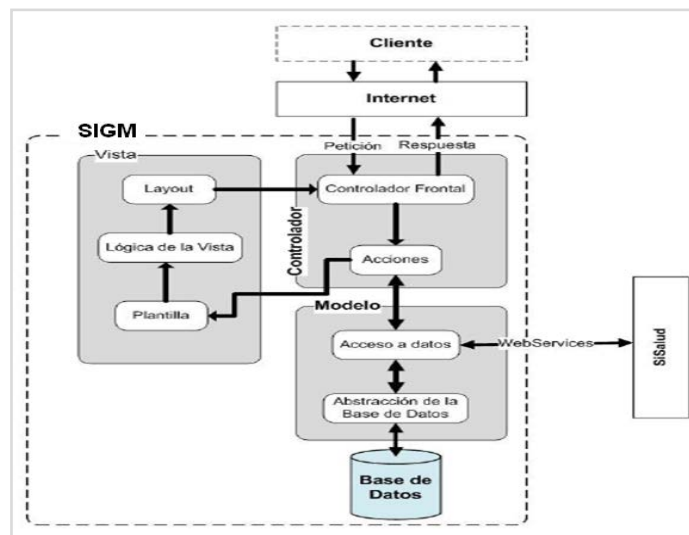 Cliente
Internet
SIGM
Petición
Respuesta
Vista
Layout
Controlador Frontal
Controlador
Lógica de la Vista
Acciones
Plantilla
Modelo
Acceso a datos
WebServices
SiSalud
Abstracción de la
Base de Datos
Base de
Datos